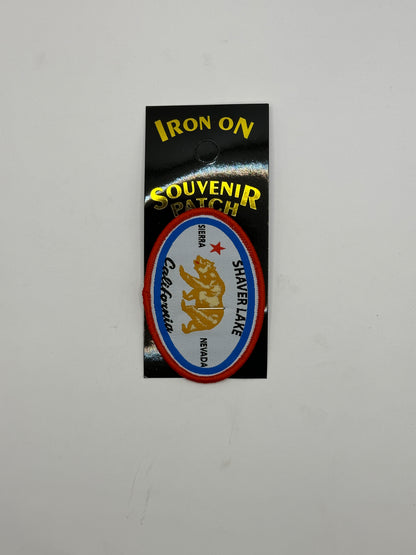 IRON ON
SOUVENIR
PATCH
SHAVER LAKE
SIERRA
NEVADA
California